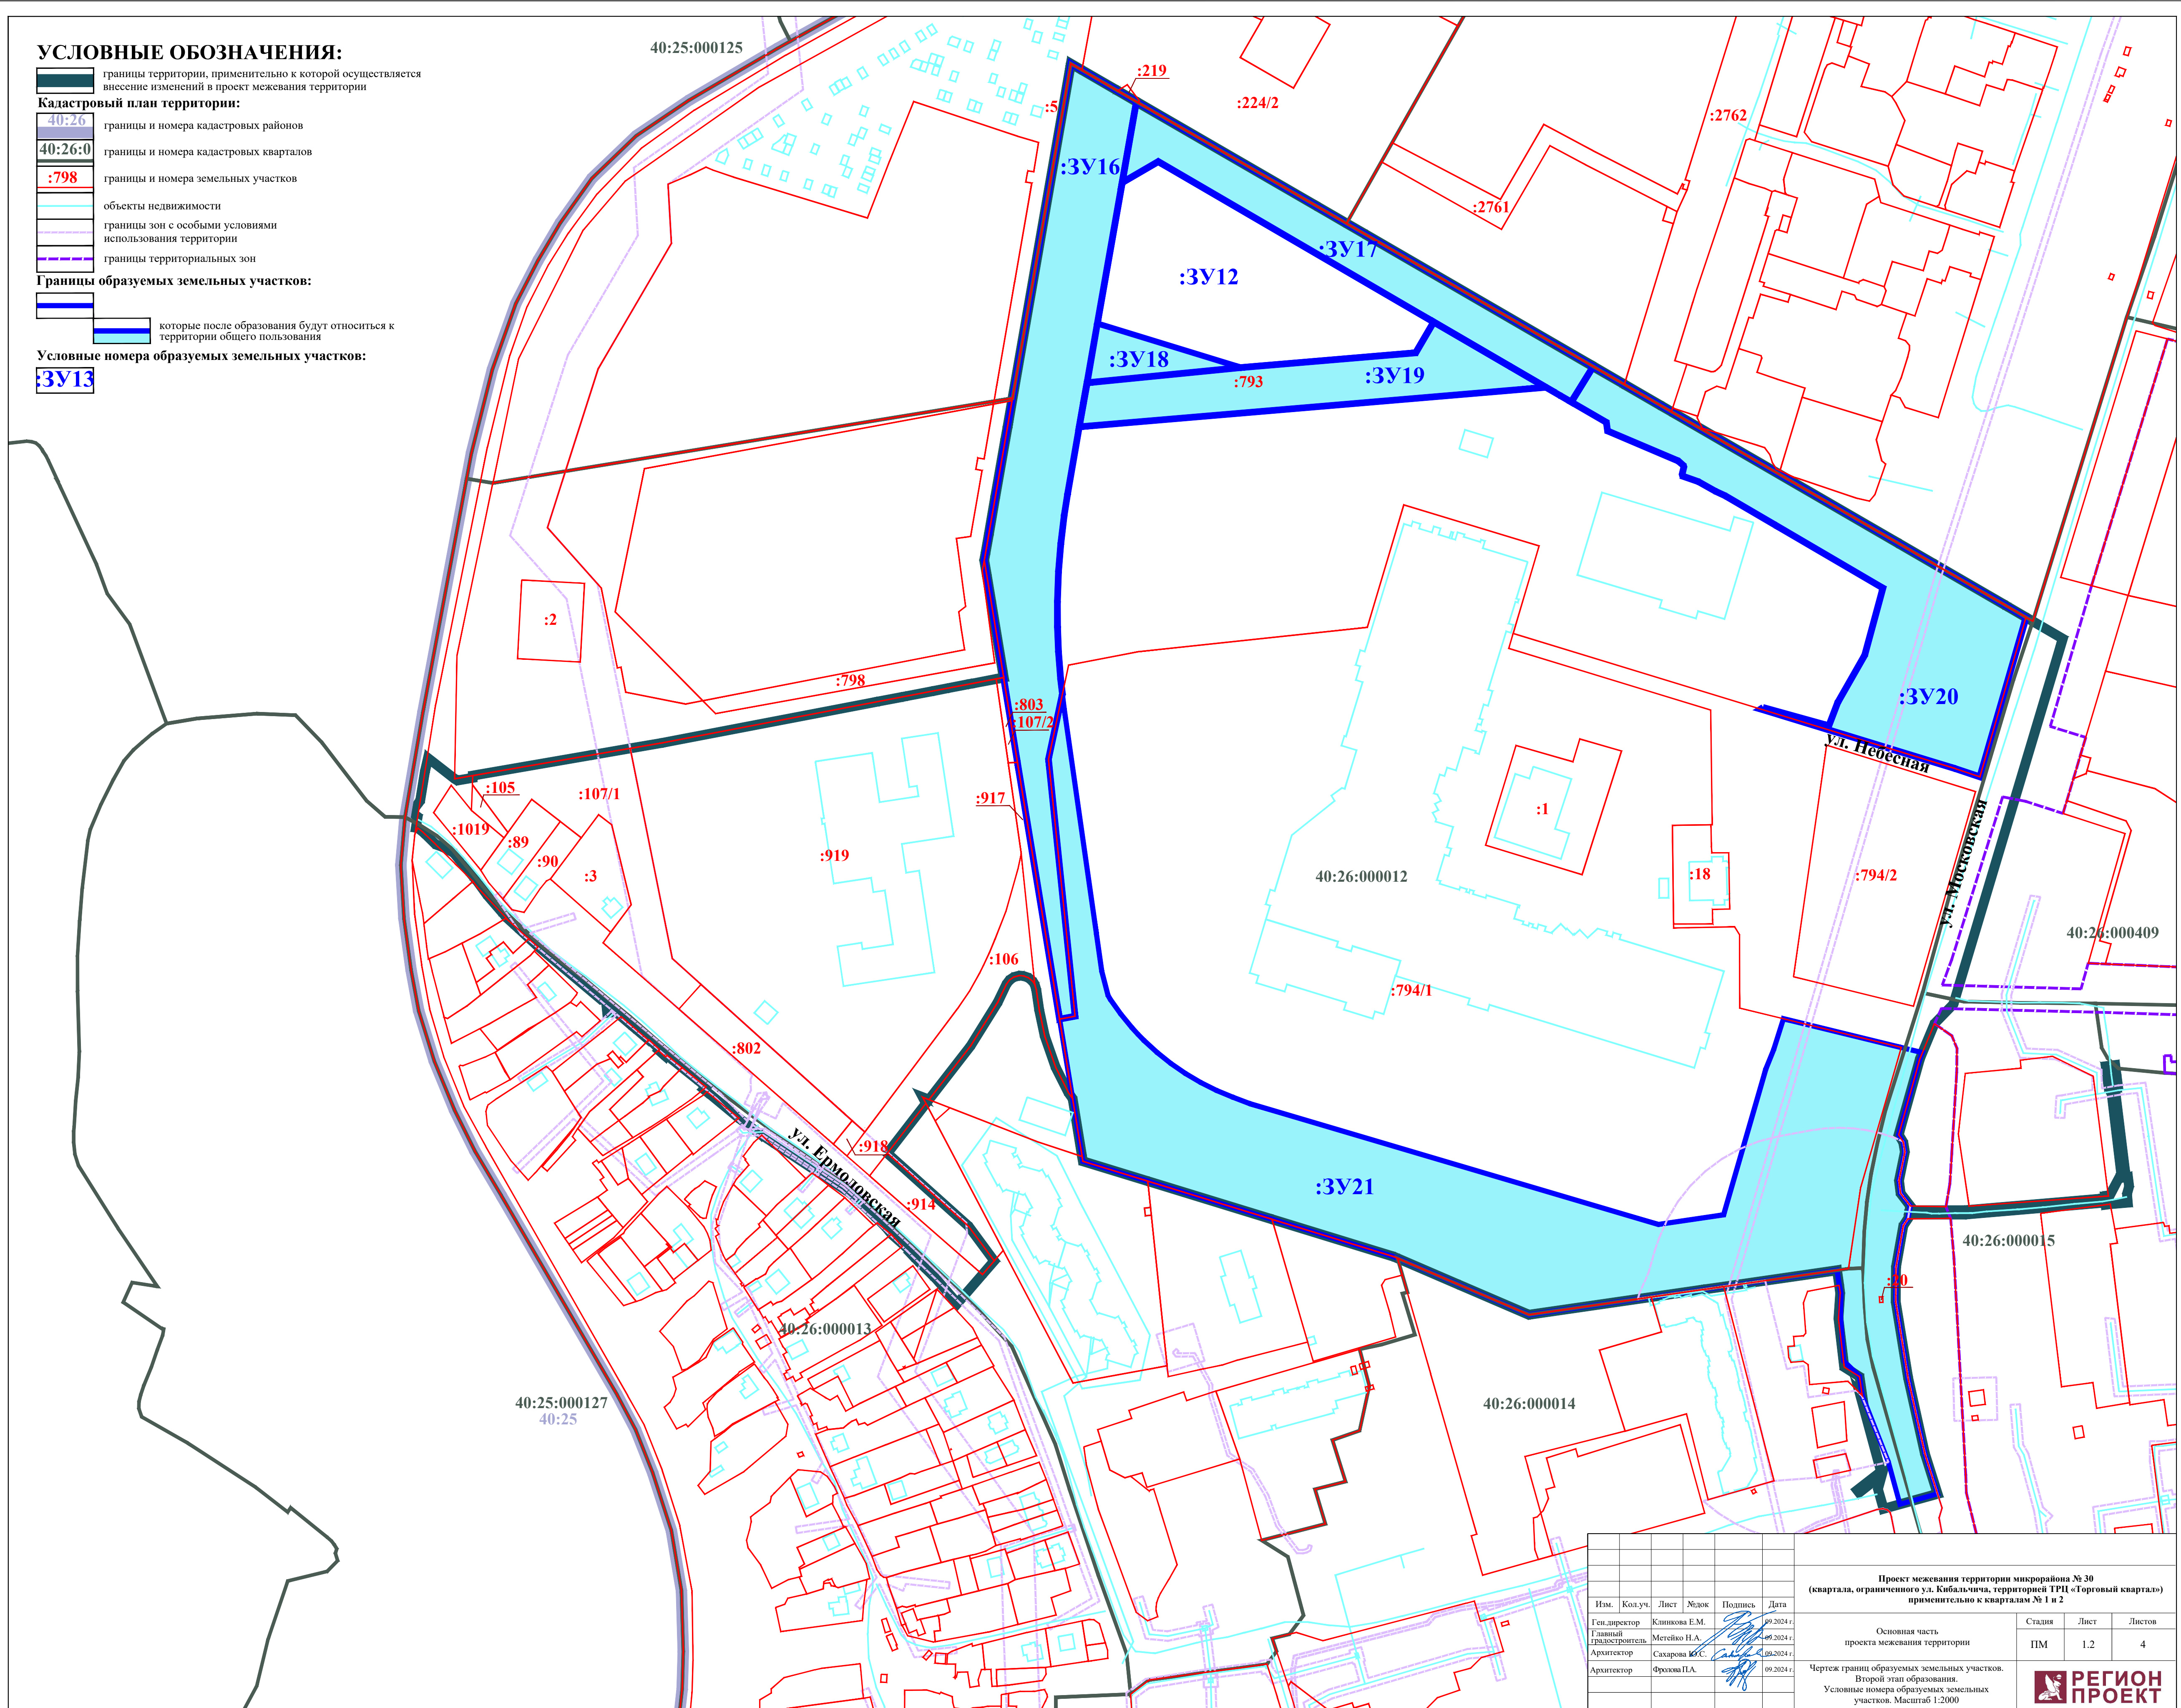 УСЛОВНЫЕ ОБОЗНАЧЕНИЯ:
границы территории, применительно к которой осуществляется
внесение изменений в проект межевания территории
Кадастровый план территории:
40:26
границы и номера кадастровых районов
40:26:0
границы и номера кадастровых кварталов
:798
границы и номера земельных участков
объекты недвижимости
границы зон с особыми условиями
использования территории
границы территориальных зон
Границы образуемых земельных участков:
которые после образования будут относиться к
территории общего пользования
Условные номера образуемых земельных участков:
:ЗУ13
40:25:000125
:219
:5
:224/2
:2762
:ЗУ16
:2761
:ЗУ17
:ЗУ12
:ЗУ18
:793
:ЗУ19
:2
:798
:803
:107/2
:ЗУ20
ул. Небесная
:105
:107/1
:917
:1019
:89
:90
:3
:919
:1
40:26:000012
:18
:794/2
ул. Московская
40:26:000409
:106
:794/1
:802
ул. Ермоловская
:918
:914
:ЗУ21
40:26:000015
:20
40:26:000013
40:25:000127
40:25
40:26:000014
Проект межевания территории микрорайона № 30
(квартала, ограниченного ул. Кибальчича, территорией ТРЦ «Торговый квартал»)
применительно к кварталам № 1 и 2
Изм. Кол.уч. Лист №док Подпись Дата
Ген.директор Клинкова Е.М. 09.2024 г.
Главный
градостроитель Метейко Н.А. 09.2024 г.
Архитектор Сахарова Ю.С. 09.2024 г.
Архитектор Фролова П.А. 09.2024 г.
Основная часть
проекта межевания территории
Стадия Лист Листов
ПМ 1.2 4
Чертеж границ образуемых земельных участков.
Второй этап образования.
Условные номера образуемых земельных
участков. Масштаб 1:2000
РЕГИОН
ПРОЕКТ